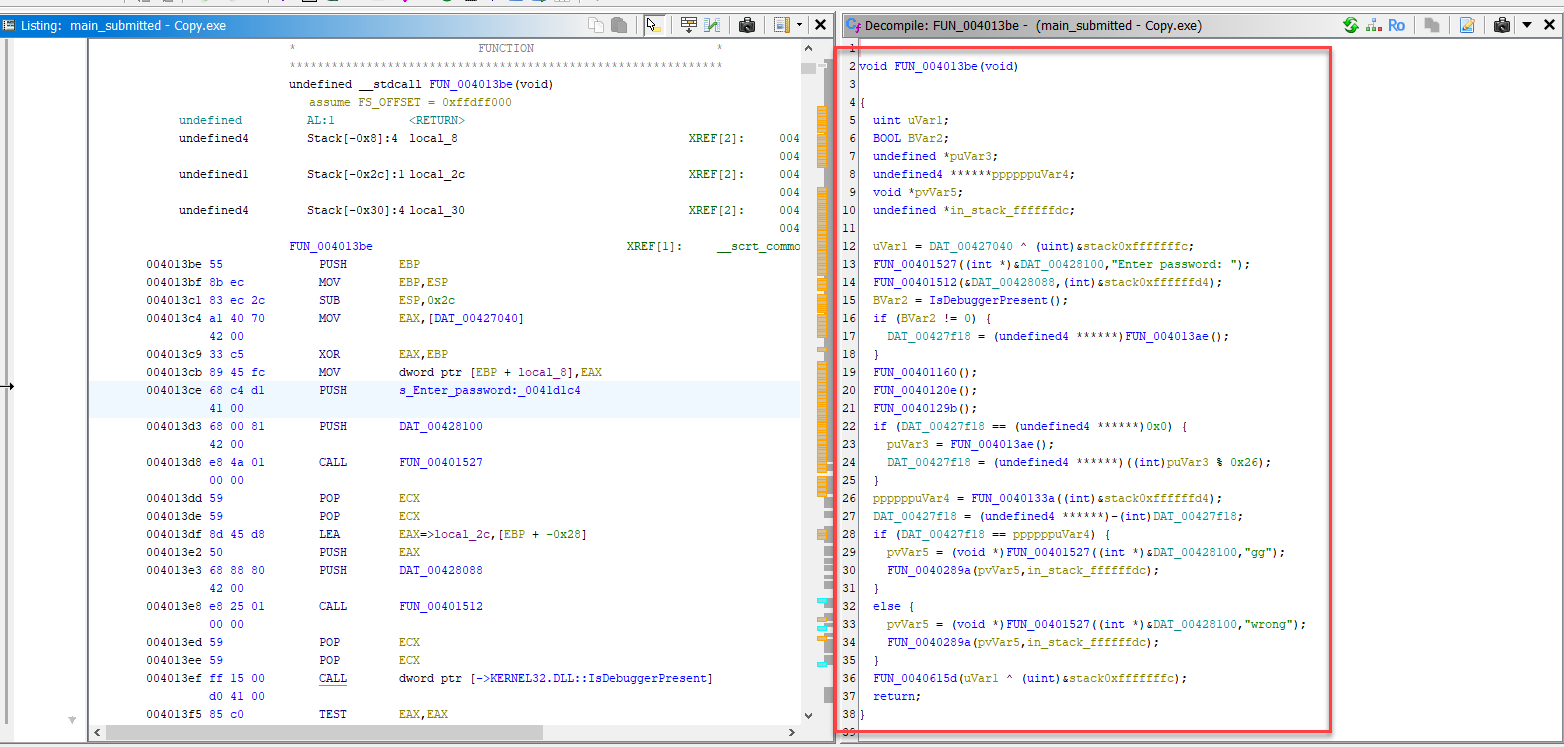 Listing: main_submitted - Copy.exe
* FUNCTION *
************************************************************
undefined __stdcall FUN_004013be(void)
assume FS_OFFSET = 0xffdff000
undefined AL:1 <RETURN>
undefined4 Stack[-0x8]:4 local_8 XREF[2]: 004
004
undefined1 Stack[-0x2c]:1 local_2c XREF[2]: 004
004
undefined4 Stack[-0x30]:4 local_30 XREF[2]: 004
004
FUN_004013be XREF[1]: __scrt_commo
004013be 55 PUSH EBP
004013bf 8b ec MOV EBP,ESP
004013c1 83 ec 2c SUB ESP,0x2c
004013c4 a1 40 70 MOV EAX,[DAT_00427040]
42 00
004013c9 33 c5 XOR EAX,EBP
004013cb 89 45 fc MOV dword ptr [EBP + local_8],EAX
004013ce 68 c4 d1 PUSH s_Enter_password:_0041d1c4
41 00
004013d3 68 00 81 PUSH DAT_00428100
42 00
004013d8 e8 4a 01 CALL FUN_00401527
00 00
004013dd 59 POP ECX
004013de 59 POP ECX
004013df 8d 45 d8 LEA EAX=>local_2c,[EBP + -0x28]
004013e2 50 PUSH EAX
004013e3 68 88 80 PUSH DAT_00428088
42 00
004013e8 e8 25 01 CALL FUN_00401512
00 00
004013ed 59 POP ECX
004013ee 59 POP ECX
004013ef ff 15 00 CALL dword ptr [->KERNEL32.DLL::IsDebuggerPresent]
d0 41 00
004013f5 85 c0 TEST EAX,EAX
Decompile: FUN_004013be - (main_submitted - Copy.exe)
Ro
1
2 void FUN_004013be(void)
3
4 {
5 uint uVar1;
6 BOOL BVar2;
7 undefined *puVar3;
8 undefined4 ******ppppppuVar4;
9 void *pvVar5;
10 undefined *in_stack_ffffffdc;
11
12 uVar1 = DAT_00427040 ^ (uint)&stack0xfffffffc;
13 FUN_00401527((int *)&DAT_00428100,"Enter password: ");
14 FUN_00401512(&DAT_00428088,(int)&stack0xffffffd4);
15 BVar2 = IsDebuggerPresent();
16 if (BVar2 != 0) {
17 DAT_00427f18 = (undefined4 ******)FUN_004013ae();
18 }
19 FUN_00401160();
20 FUN_0040120e();
21 FUN_0040129b();
22 if (DAT_00427f18 == (undefined4 ******)0x0) {
23 puVar3 = FUN_004013ae();
24 DAT_00427f18 = (undefined4 ******)((int)puVar3 % 0x26);
25 }
26 ppppppuVar4 = FUN_0040133a((int)&stack0xffffffd4);
27 DAT_00427f18 = (undefined4 ******)-(int)DAT_00427f18;
28 if (DAT_00427f18 == ppppppuVar4) {
29 pvVar5 = (void *)FUN_00401527((int *)&DAT_00428100,"gg");
30 FUN_0040289a(pvVar5,in_stack_ffffffdc);
31 }
32 else {
33 pvVar5 = (void *)FUN_00401527((int *)&DAT_00428100,"wrong");
34 FUN_0040289a(pvVar5,in_stack_ffffffdc);
35 }
36 FUN_0040615d(uVar1 ^ (uint)&stack0xfffffffc);
37 return;
38 }
39